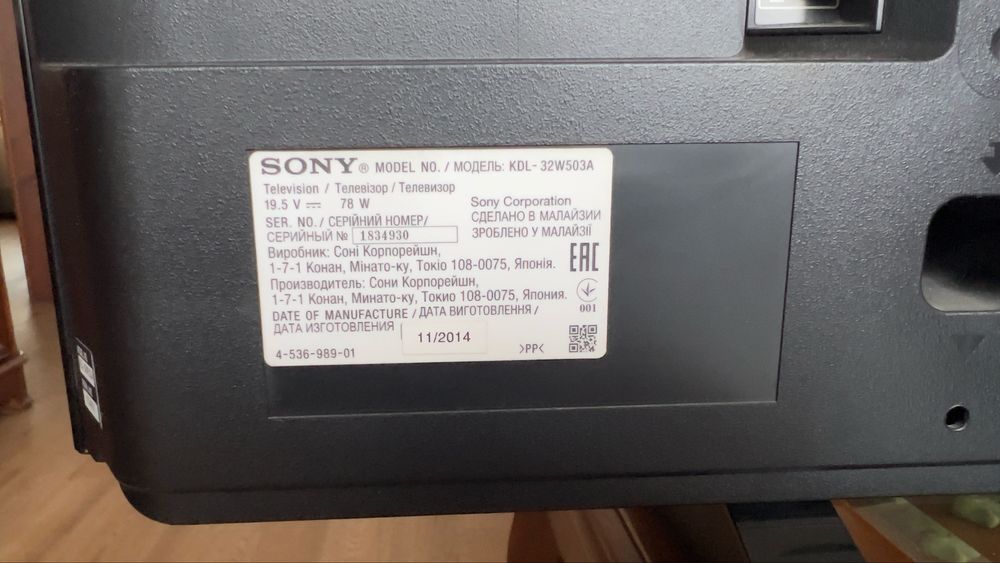 SONY® MODEL NO. / МОДЕЛЬ: KDL-32W503A
Television / Телевізор / Телевизор
19.5 V ⎓ 78 W
Sony Corporation
SER. NO. / СЕРІЙНИЙ НОМЕР/
СДЕЛАНО В МАЛАЙЗИИ
СЕРИЙНЫЙ № 1834930
ЗРОБЛЕНО У МАЛАЙЗІЇ
Виробник: Соні Корпорейшн,
1-7-1 Конан, Мінато-ку, Токіо 108-0075, Японія.
EAC
Производитель: Сони Корпорейшн,
1-7-1 Конан, Минато-ку, Токио 108-0075, Япония.
001
DATE OF MANUFACTURE / ДАТА ВИГОТОВЛЕННЯ /
ДАТА ИЗГОТОВЛЕНИЯ 11/2014
4-536-989-01
>PP<